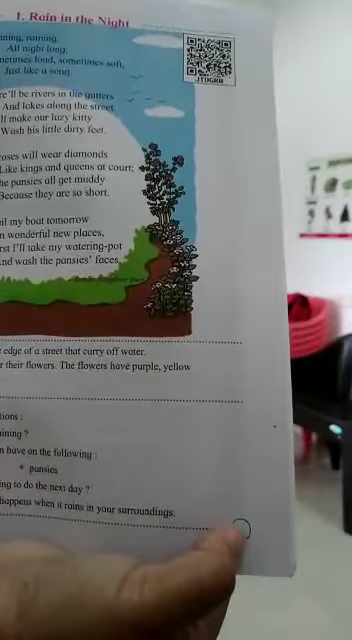 1. Rain in the Night
ining, raining,
All night long;
metimes loud, sometimes soft,
Just like a song.
re'll be rivers in the gutters
And lakes along the street.
ll make our lazy kitty
Wash his little dirty feet.
roses will wear diamonds
Like kings and queens at court;
he pansies all get muddy
Because they are so short.
ail my boat tomorrow
n wonderful new places,
rst I'll take my watering-pot
And wash the pansies' faces.
edge of a street that carry off water.
r their flowers. The flowers have purple, yellow
tions :
aining ?
n have on the following :
* pansies
ing to do the next day ?
happens when it rains in your surroundings.